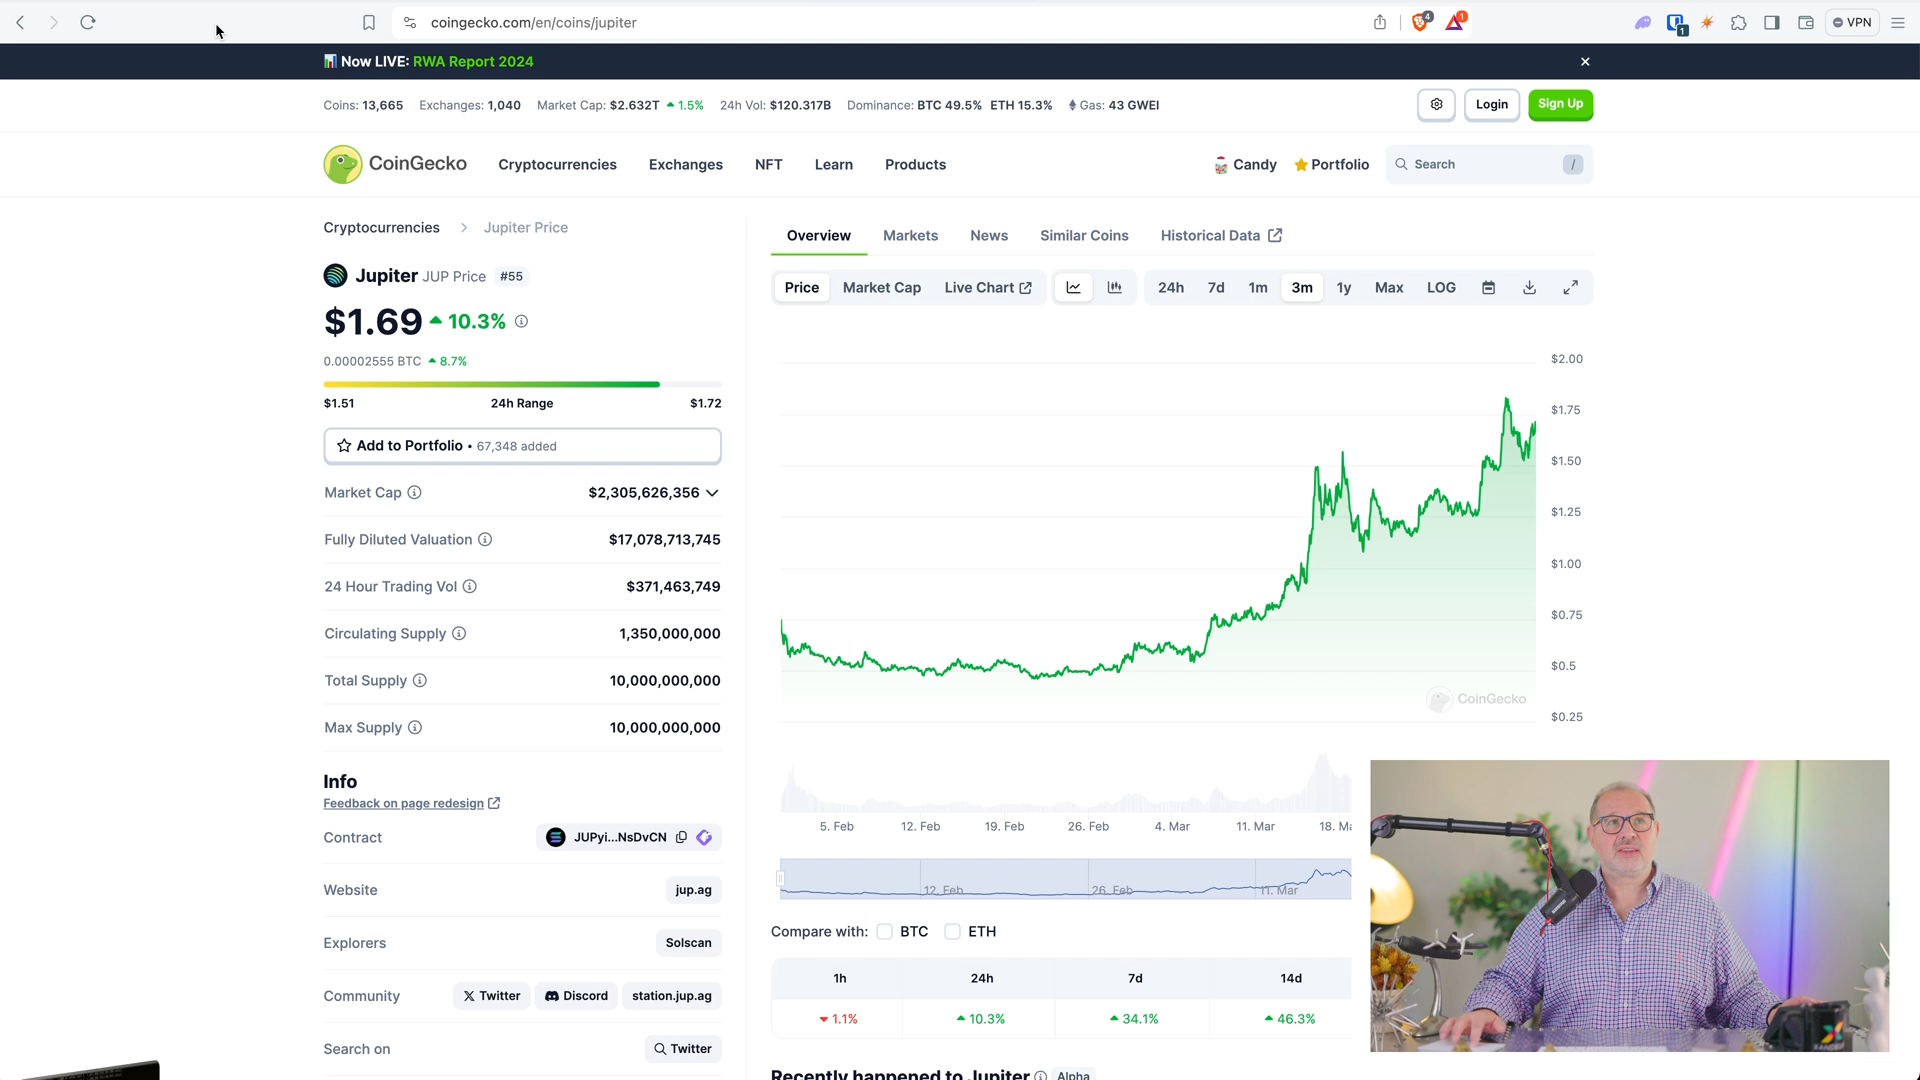 coingecko.com/en/coins/jupiter
4
1
1
VPN
Now LIVE: RWA Report 2024
Coins: 13,665 Exchanges: 1,040 Market Cap: $2.632T 1.5% 24h Vol: $120.317B Dominance: BTC 49.5% ETH 15.3% Gas: 43 GWEI
Login
Sign Up
CoinGecko
Cryptocurrencies
Exchanges
NFT
Learn
Products
Candy
Portfolio
Search
/
Cryptocurrencies
Jupiter Price
Jupiter JUP Price #55
$1.69 10.3%
0.00002555 BTC 8.7%
$1.51 24h Range $1.72
Add to Portfolio • 67,348 added
Market Cap $2,305,626,356
Fully Diluted Valuation $17,078,713,745
24 Hour Trading Vol $371,463,749
Circulating Supply 1,350,000,000
Total Supply 10,000,000,000
Max Supply 10,000,000,000
Info
Feedback on page redesign
Contract JUPyi...NsDvCN
Website jup.ag
Explorers Solscan
Community Twitter Discord station.jup.ag
Search on Twitter
Overview Markets News Similar Coins Historical Data
Price Market Cap Live Chart 24h 7d 1m 3m 1y Max LOG
$2.00
$1.75
$1.50
$1.25
$1.00
$0.75
$0.5
$0.25
CoinGecko
5. Feb 12. Feb 19. Feb 26. Feb 4. Mar 11. Mar 18. Ma
12. Feb 26. Feb 11. Mar
Compare with: BTC ETH
1h 24h 7d 14d
1.1% 10.3% 34.1% 46.3%
Recently happened to Jupiter Alpha